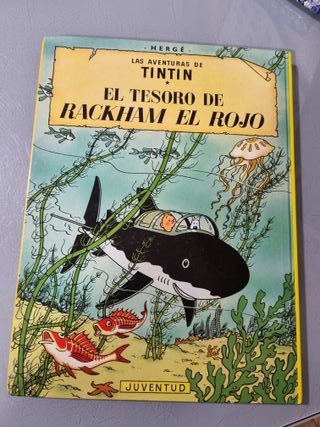 - HERGÉ -
LAS AVENTURAS DE
TINTIN
EL TESORO DE
RACKHAM EL ROJO
JUVENTUD